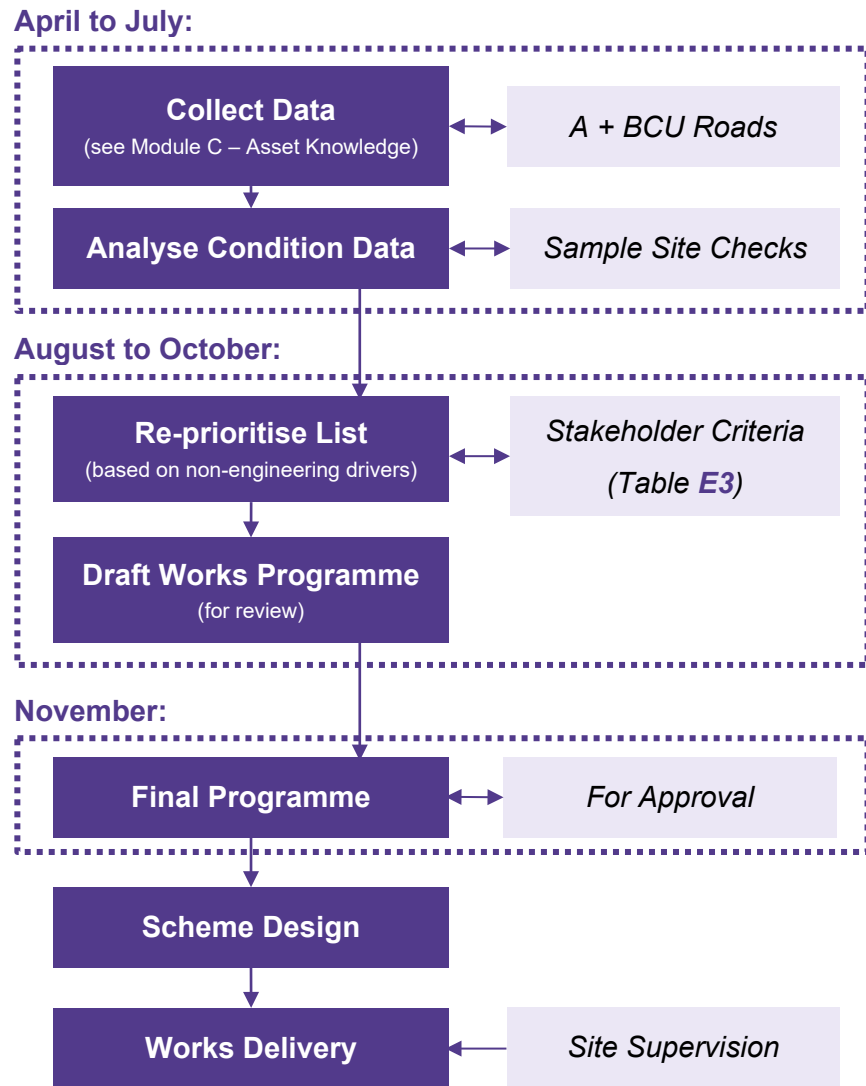 April to July:
Collect Data
(see Module C – Asset Knowledge)
A + BCU Roads
Analyse Condition Data
Sample Site Checks
August to October:
Re-prioritise List
(based on non-engineering drivers)
Stakeholder Criteria
(Table E3)
Draft Works Programme
(for review)
November:
Final Programme
For Approval
Scheme Design
Works Delivery
Site Supervision